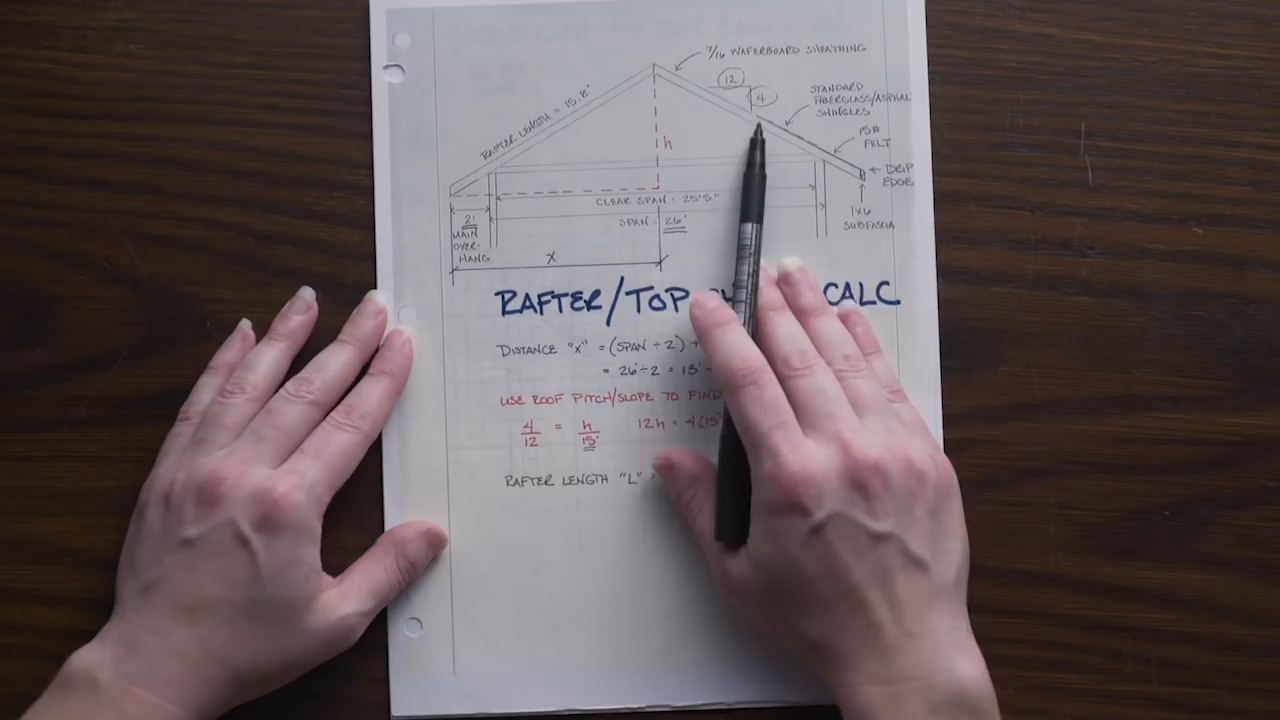 7/16 WAFERBOARD SHEATHING
12
4
STANDARD
FIBERGLASS/ASPHAL
SHINGLES
15#
FELT
DRIP
EDGE
1X6
SUBFASCIA
RAFTER LENGTH = 15.8'
h
CLEAR SPAN = 25'5"
SPAN = 26'
2'
MAIN
OVER-
HANG
X
RAFTER/TOP CALC
DISTANCE "X" = (SPAN ÷ 2) +
= 26' ÷ 2 = 13'
USE ROOF PITCH/SLOPE TO FIND
4/12 = h/15' 12h = 4(15'
RAFTER LENGTH "L" =